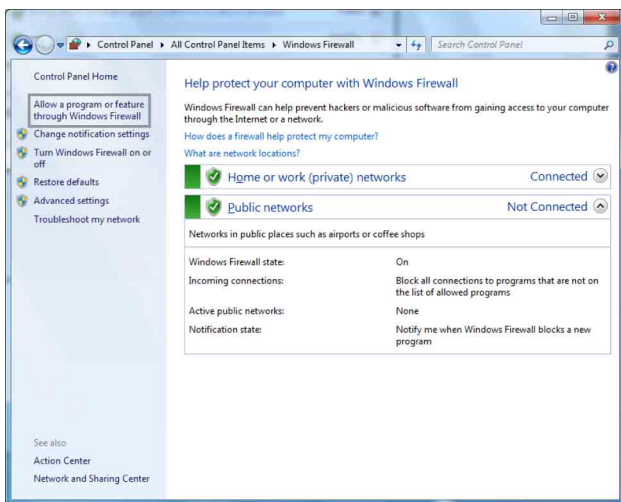 Control Panel ▸ All Control Panel Items ▸ Windows Firewall
Search Control Panel
Control Panel Home
Allow a program or feature
through Windows Firewall
Change notification settings
Turn Windows Firewall on or
off
Restore defaults
Advanced settings
Troubleshoot my network
See also
Action Center
Network and Sharing Center
Help protect your computer with Windows Firewall
Windows Firewall can help prevent hackers or malicious software from gaining access to your computer
through the Internet or a network.
How does a firewall help protect my computer?
What are network locations?
Home or work (private) networks
Connected
Public networks
Not Connected
Networks in public places such as airports or coffee shops
Windows Firewall state:
On
Incoming connections:
Block all connections to programs that are not on
the list of allowed programs
Active public networks:
None
Notification state:
Notify me when Windows Firewall blocks a new
program